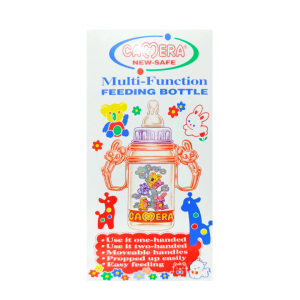 CAMERA
NEW-SAFE
Multi-Function
FEEDING BOTTLE
CAMERA
• Use it one-handed
• Use it two-handed
• Moveable handles
• Propped up easily
• Easy feeding